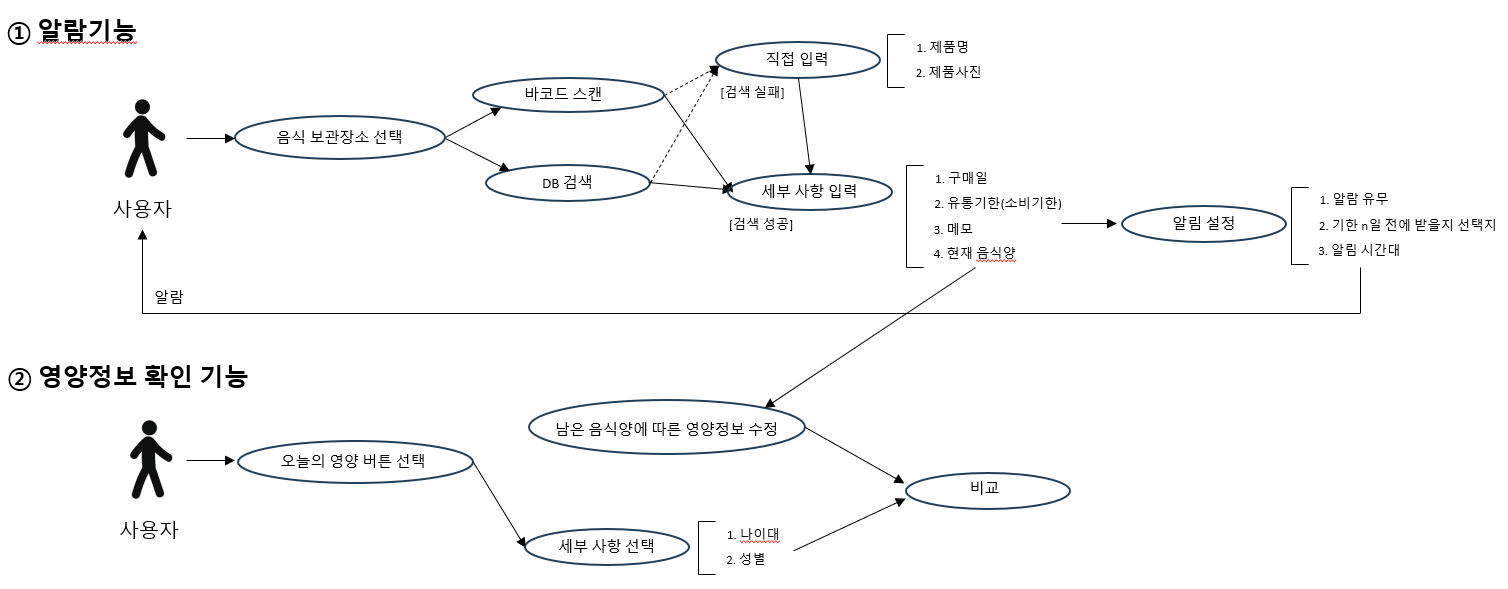 ① 알람기능
사용자
음식 보관장소 선택
바코드 스캔
DB 검색
직접 입력
[검색 실패]
1. 제품명
2. 제품사진
세부 사항 입력
[검색 성공]
1. 구매일
2. 유통기한(소비기한)
3. 메모
4. 현재 음식양
알림 설정
1. 알람 유무
2. 기한 n일 전에 받을지 선택지
3. 알림 시간대
알람
② 영양정보 확인 기능
사용자
오늘의 영양 버튼 선택
남은 음식양에 따른 영양정보 수정
세부 사항 선택
1. 나이대
2. 성별
비교